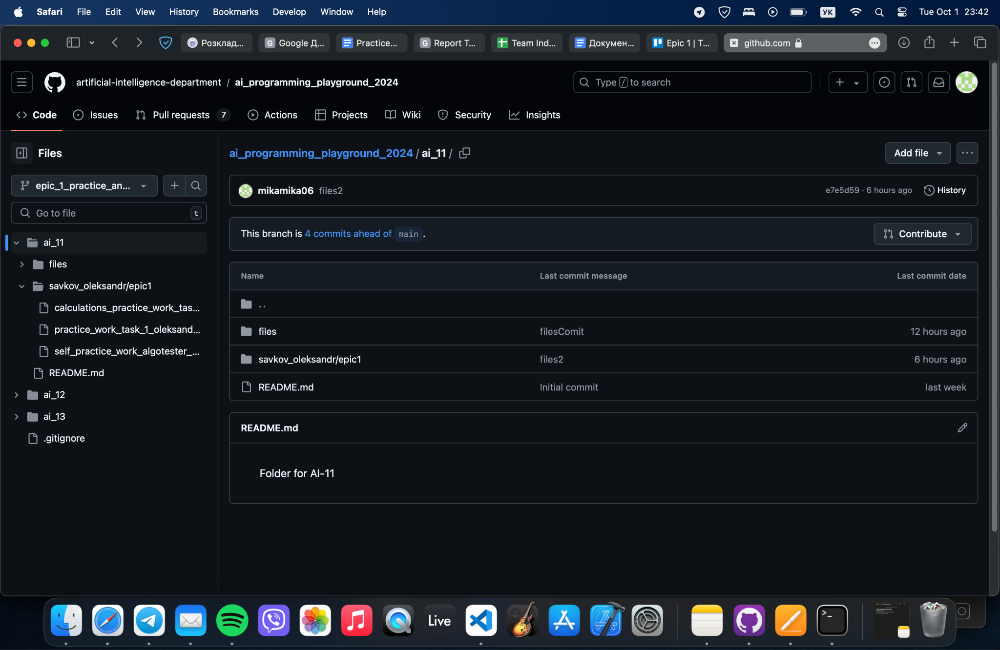 Safari File Edit View History Bookmarks Develop Window Help УК Tue Oct 1 23:42
Розклад... Google Д... Practice... Report T... Team Ind... Докумен... Epic 1 | T... github.com
artificial-intelligence-department / ai_programming_playground_2024 Type / to search
Code Issues Pull requests 7 Actions Projects Wiki Security Insights
Files
epic_1_practice_an...
Go to file t
ai_11
files
savkov_oleksandr/epic1
calculations_practice_work_tas...
practice_work_task_1_oleksand...
self_practice_work_algotester_...
README.md
ai_12
ai_13
.gitignore
ai_programming_playground_2024 / ai_11 /
Add file
mikamika06 files2 e7e5d59 · 6 hours ago History
This branch is 4 commits ahead of main .
Contribute
Name Last commit message Last commit date
..
files filesComit 12 hours ago
savkov_oleksandr/epic1 files2 6 hours ago
README.md Initial commit last week
README.md
Folder for AI-11
Live